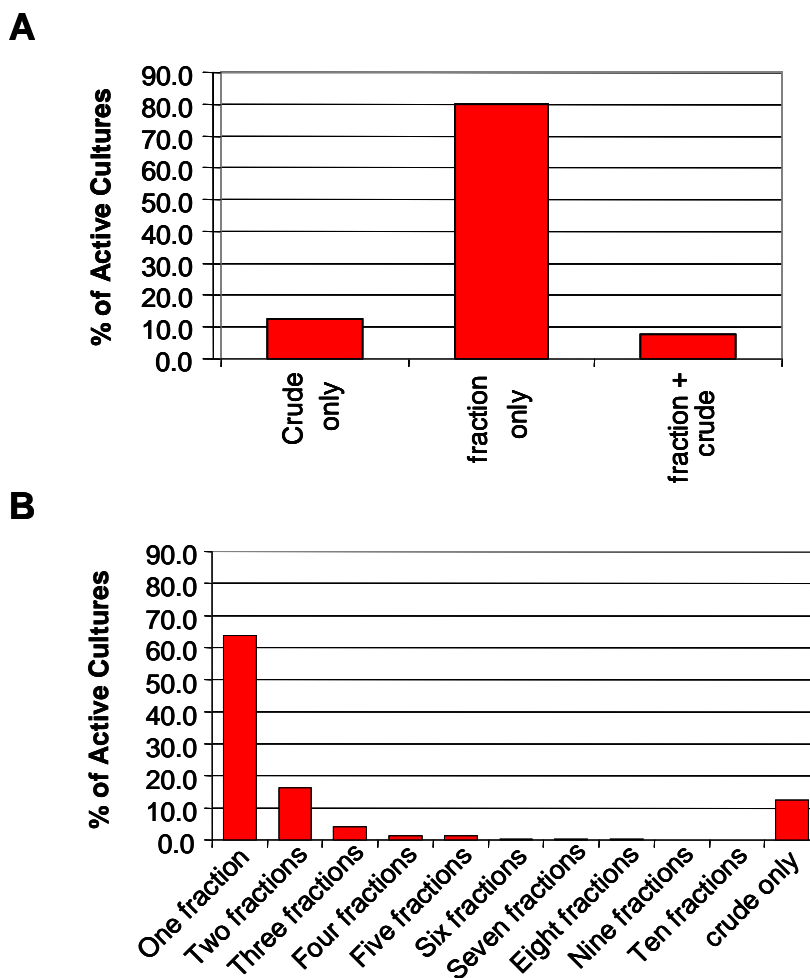 A
% of Active Cultures
90.0
80.0
70.0
60.0
50.0
40.0
30.0
20.0
10.0
0.0
Crude
only
fraction
only
fraction +
crude
B
% of Active Cultures
90.0
80.0
70.0
60.0
50.0
40.0
30.0
20.0
10.0
0.0
One fraction
Two fractions
Three fractions
Four fractions
Five fractions
Six fractions
Seven fractions
Eight fractions
Nine fractions
Ten fractions
crude only